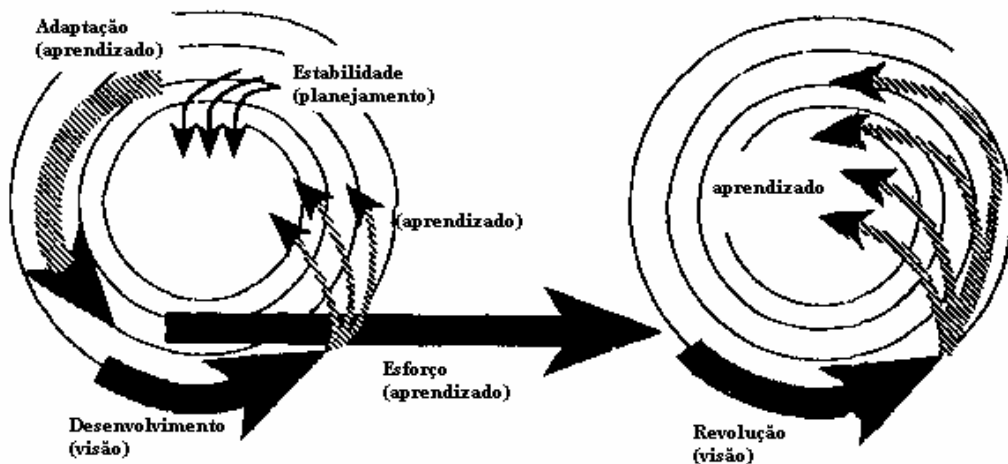 Adaptação
(aprendizado)
Estabilidade
(planejamento)
(aprendizado)
aprendizado
Esforço
(aprendizado)
Desenvolvimento
(visão)
Revolução
(visão)